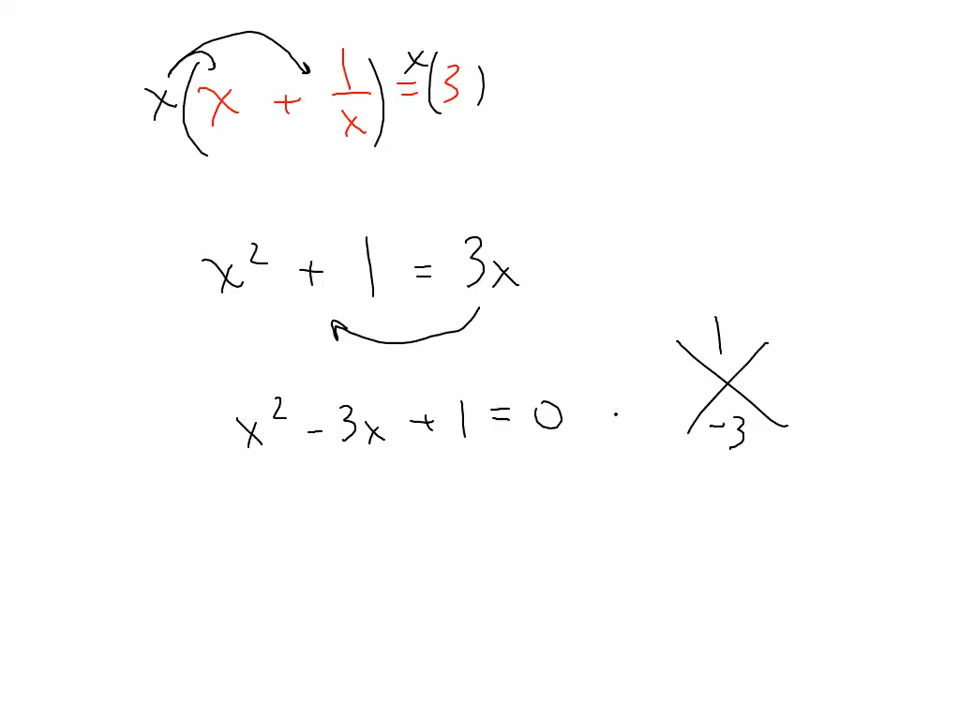 x(x + 1/x) = x(3)
x² + 1 = 3x
x² - 3x + 1 = 0 .
1
-3